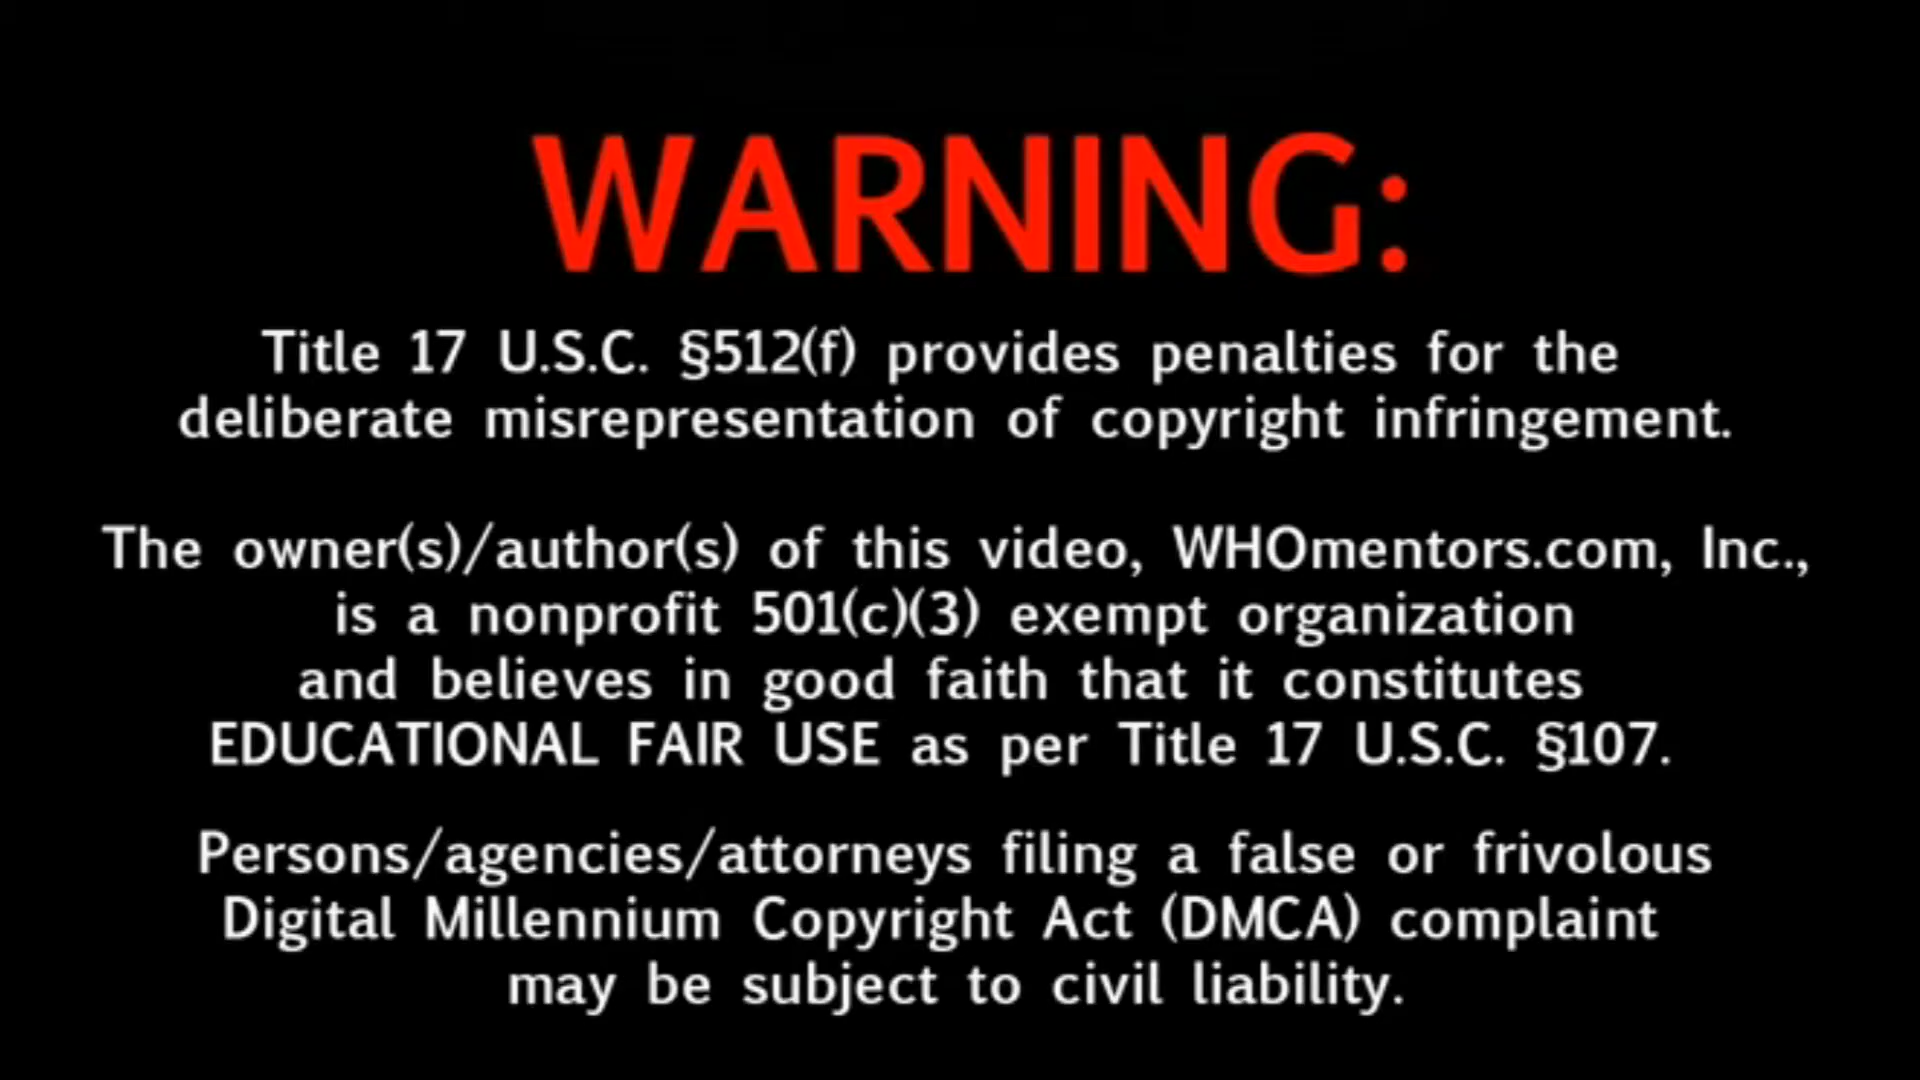 WARNING:
Title 17 U.S.C. §512(f) provides penalties for the
deliberate misrepresentation of copyright infringement.
The owner(s)/author(s) of this video, WHOmentors.com, Inc.,
is a nonprofit 501(c)(3) exempt organization
and believes in good faith that it constitutes
EDUCATIONAL FAIR USE as per Title 17 U.S.C. §107.
Persons/agencies/attorneys filing a false or frivolous
Digital Millennium Copyright Act (DMCA) complaint
may be subject to civil liability.